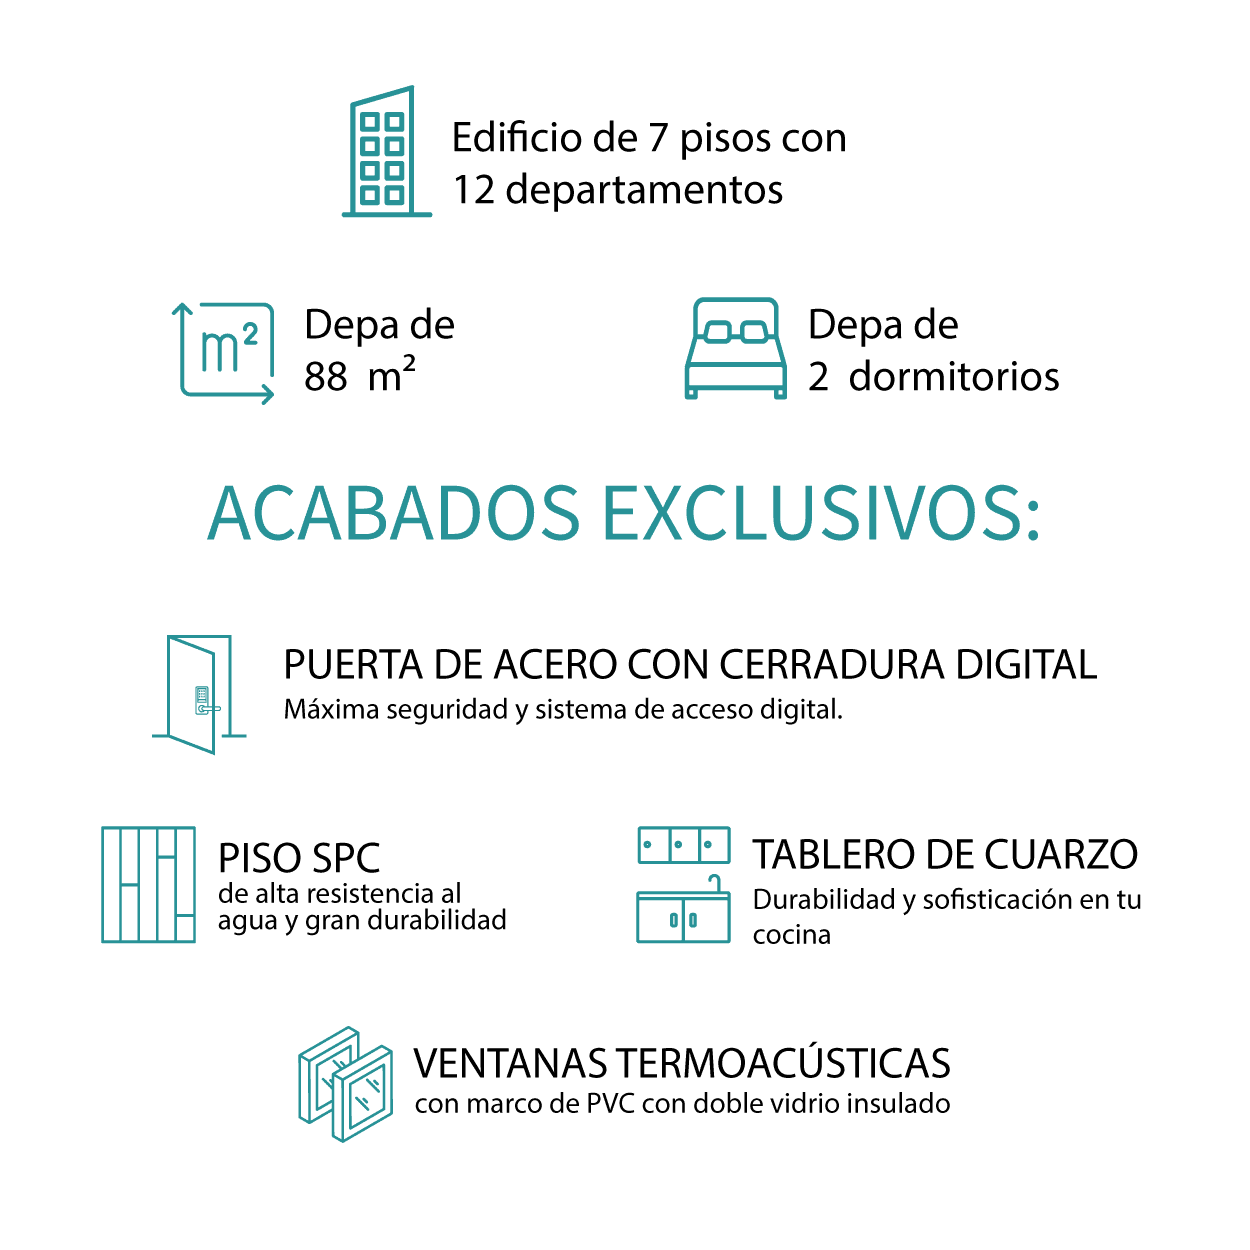 Edificio de 7 pisos con
12 departamentos
m²
Depa de
88 m²
Depa de
2 dormitorios
ACABADOS EXCLUSIVOS:
PUERTA DE ACERO CON CERRADURA DIGITAL
Máxima seguridad y sistema de acceso digital.
PISO SPC
de alta resistencia al
agua y gran durabilidad
TABLERO DE CUARZO
Durabilidad y sofisticación en tu
cocina
VENTANAS TERMOACÚSTICAS
con marco de PVC con doble vidrio insulado